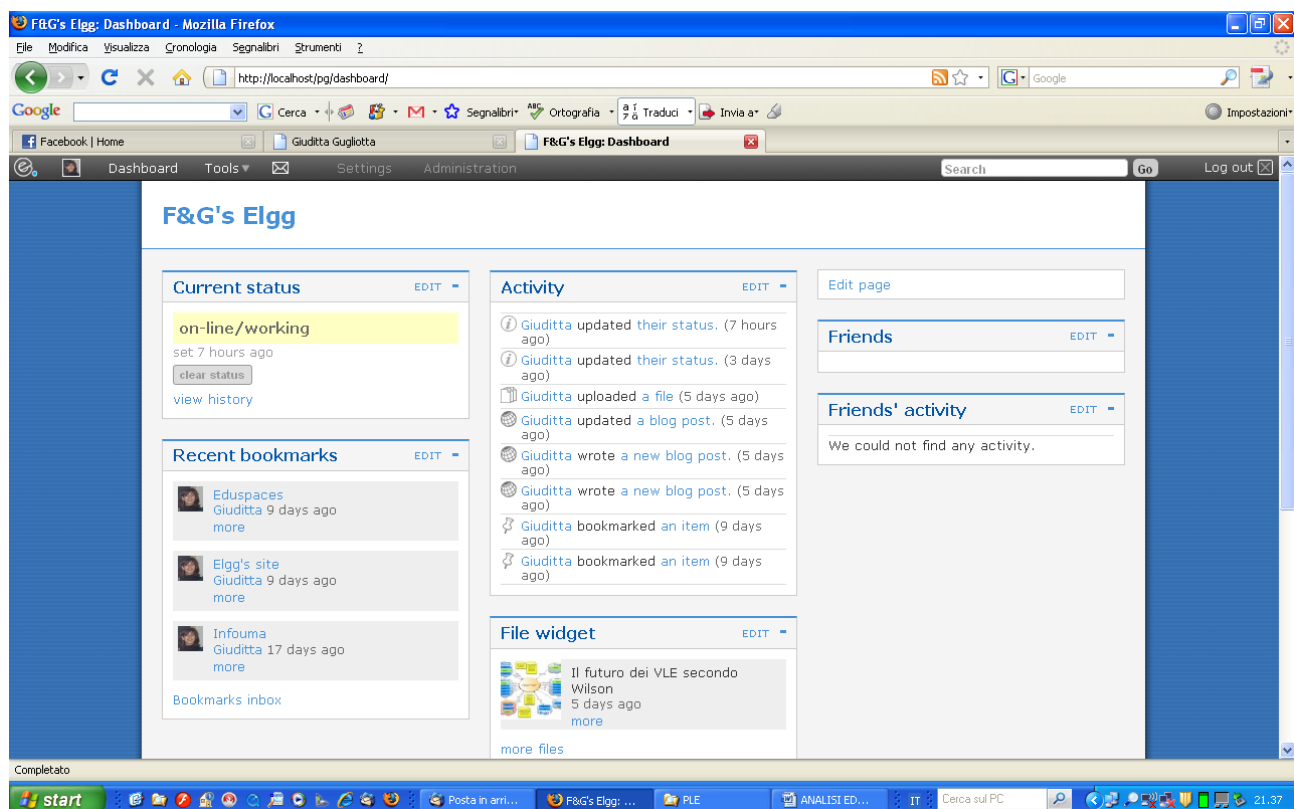 F&G's Elgg: Dashboard - Mozilla Firefox
File Modifica Visualizza Cronologia Segnalibri Strumenti ?
http://localhost/pg/dashboard/
Google
Google
Cerca
Segnalibri
Ortografia
Traduci
Invia a
Impostazioni
Facebook | Home
Giuditta Gugliotta
F&G's Elgg: Dashboard
Dashboard
Tools
Settings
Administration
Search
Go
Log out
F&G's Elgg
Current status
EDIT
on-line/working
set 7 hours ago
clear status
view history
Recent bookmarks
EDIT
Eduspaces
Giuditta 9 days ago
more
Elgg's site
Giuditta 9 days ago
more
Infouma
Giuditta 17 days ago
more
Bookmarks inbox
Activity
EDIT
Giuditta updated their status. (7 hours
ago)
Giuditta updated their status. (3 days
ago)
Giuditta uploaded a file (5 days ago)
Giuditta updated a blog post. (5 days
ago)
Giuditta wrote a new blog post. (5 days
ago)
Giuditta wrote a new blog post. (5 days
ago)
Giuditta bookmarked an item (9 days
ago)
Giuditta bookmarked an item (9 days
ago)
File widget
EDIT
Il futuro dei VLE secondo
Wilson
5 days ago
more
more files
Edit page
Friends
EDIT
Friends' activity
EDIT
We could not find any activity.
Completato
start
Posta in arri...
F&G's Elgg: ...
PLE
ANALISI ED...
IT
Cerca sul PC
21.37